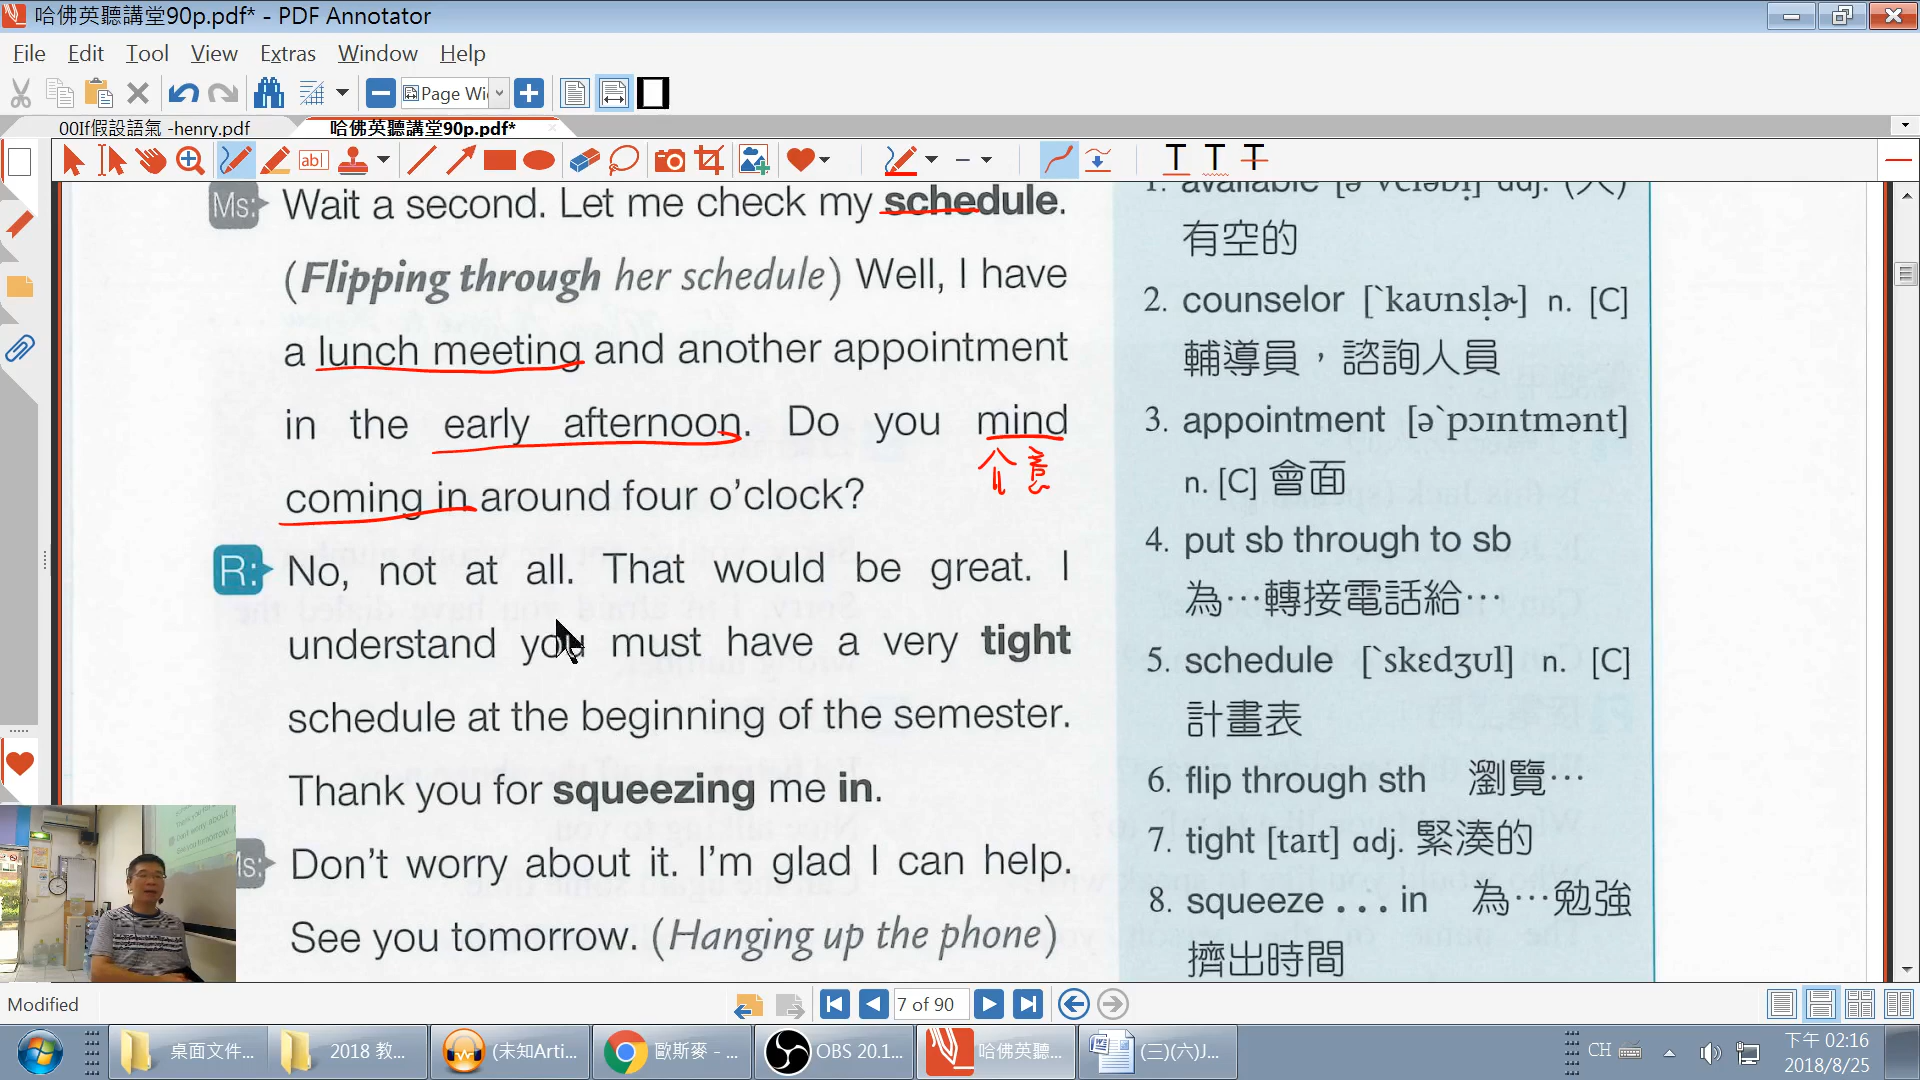 哈佛英聽講堂90p.pdf* - PDF Annotator
File Edit Tool View Extras Window Help
Page Wi
00If假設語氣 -henry.pdf
哈佛英聽講堂90p.pdf*
Ms: Wait a second. Let me check my schedule.
(Flipping through her schedule) Well, I have
a lunch meeting and another appointment
in the early afternoon. Do you mind
介意
coming in around four o’clock?
R: No, not at all. That would be great. I
understand you must have a very tight
schedule at the beginning of the semester.
Thank you for squeezing me in.
Ms: Don’t worry about it. I’m glad I can help.
See you tomorrow. (Hanging up the phone)
有空的
2. counselor [ˋkaʊnsl̩ɚ] n. [C]
輔導員，諮詢人員
3. appointment [əˋpɔɪntmənt]
n. [C] 會面
4. put sb through to sb
為…轉接電話給…
5. schedule [ˋskɛdʒʊl] n. [C]
計畫表
6. flip through sth 瀏覽…
7. tight [taɪt] adj. 緊湊的
8. squeeze . . . in 為…勉強
擠出時間
Modified
7 of 90
桌面文件...
2018 教...
(未知Arti...
歐斯麥 - ...
OBS 20.1...
哈佛英聽...
(三)(六)J...
CH
下午 02:16
2018/8/25